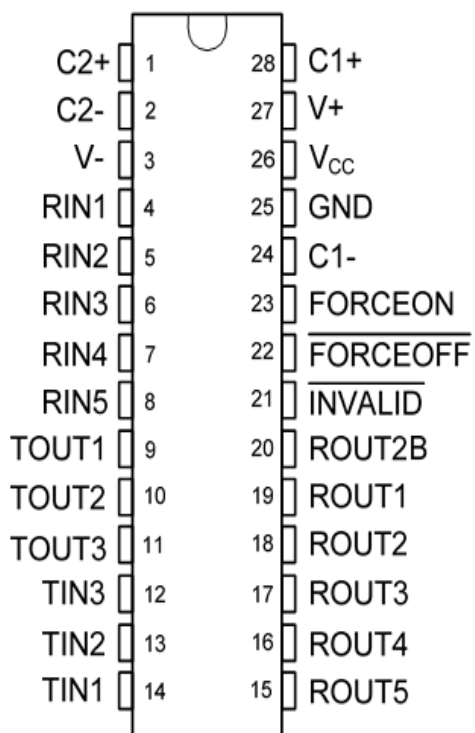 C2+ 1 28 C1+
C2- 2 27 V+
V- 3 26 VCC
RIN1 4 25 GND
RIN2 5 24 C1-
RIN3 6 23 FORCEON
RIN4 7 22 FORCEOFF
RIN5 8 21 INVALID
TOUT1 9 20 ROUT2B
TOUT2 10 19 ROUT1
TOUT3 11 18 ROUT2
TIN3 12 17 ROUT3
TIN2 13 16 ROUT4
TIN1 14 15 ROUT5